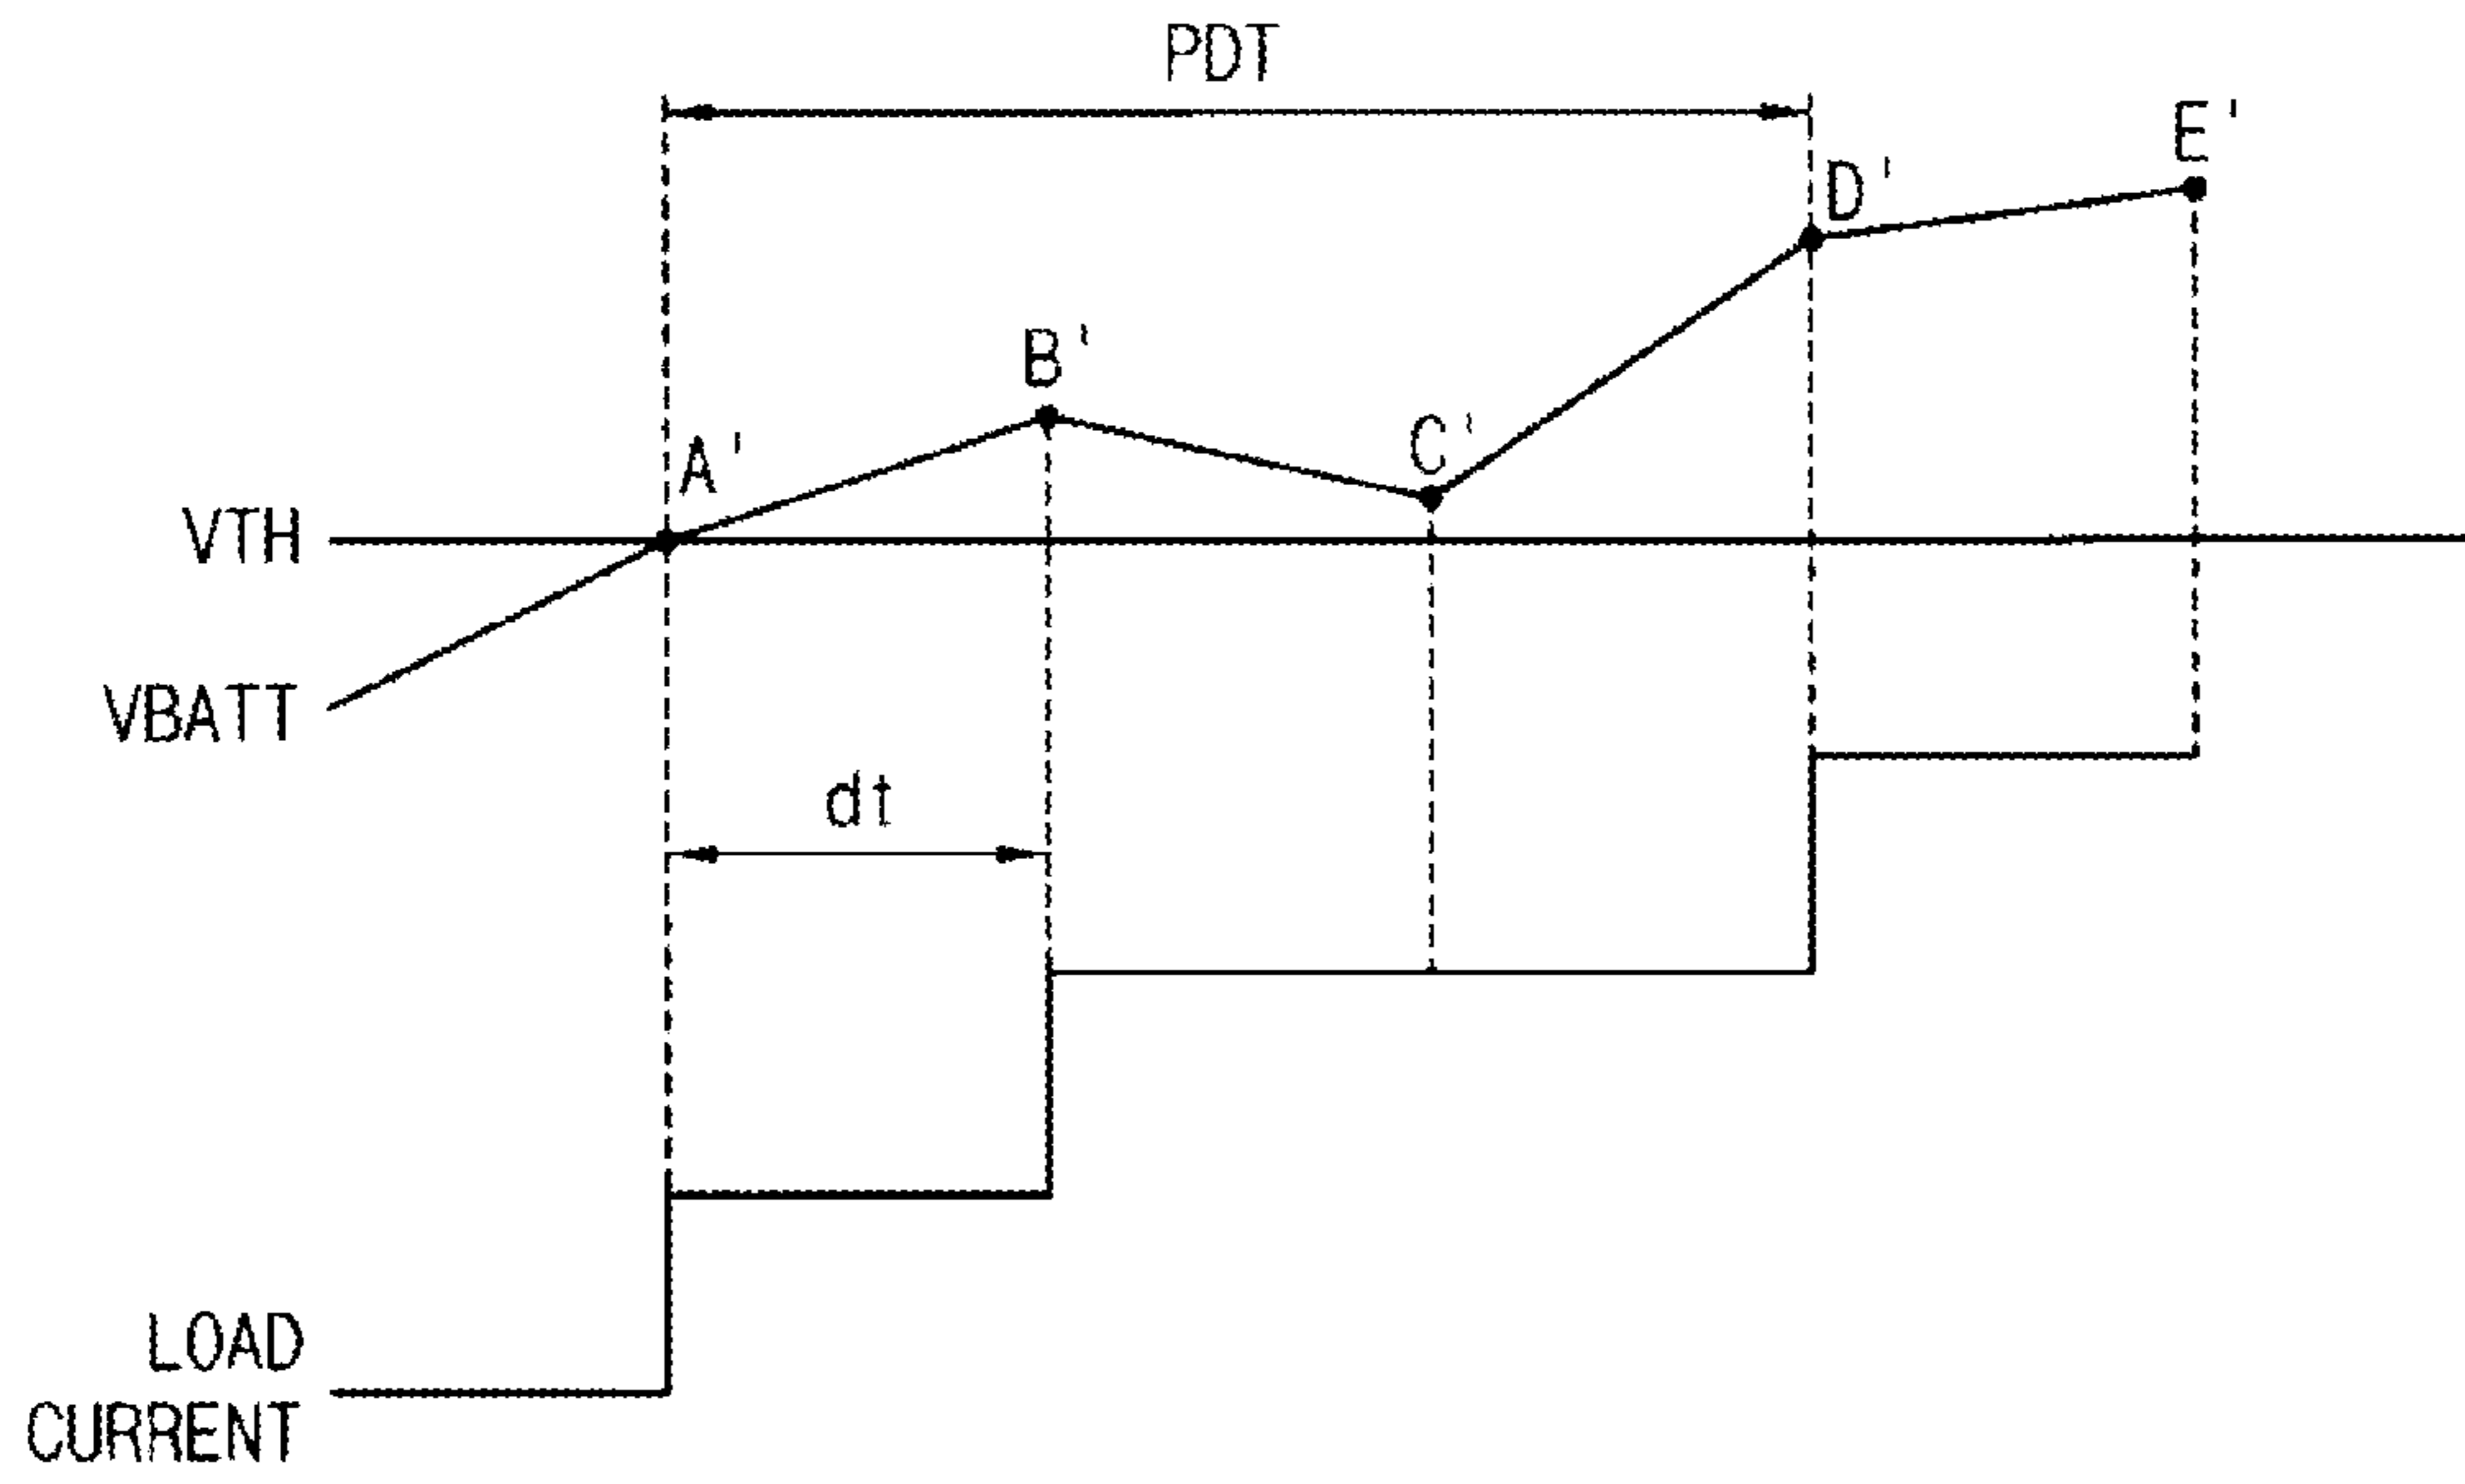 PDT
E'
D'
B'
C'
A'
VTH
VBATT
dt
LOAD
CURRENT